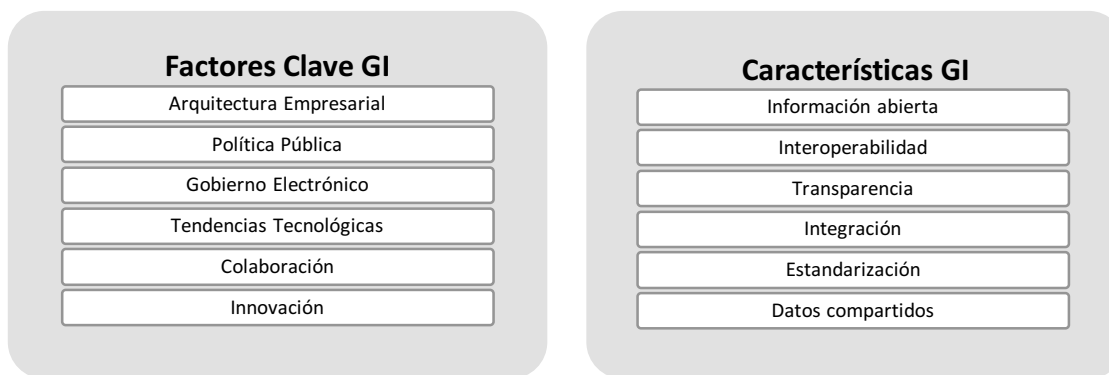 Factores Clave GI
Arquitectura Empresarial
Política Pública
Gobierno Electrónico
Tendencias Tecnológicas
Colaboración
Innovación
Características GI
Información abierta
Interoperabilidad
Transparencia
Integración
Estandarización
Datos compartidos